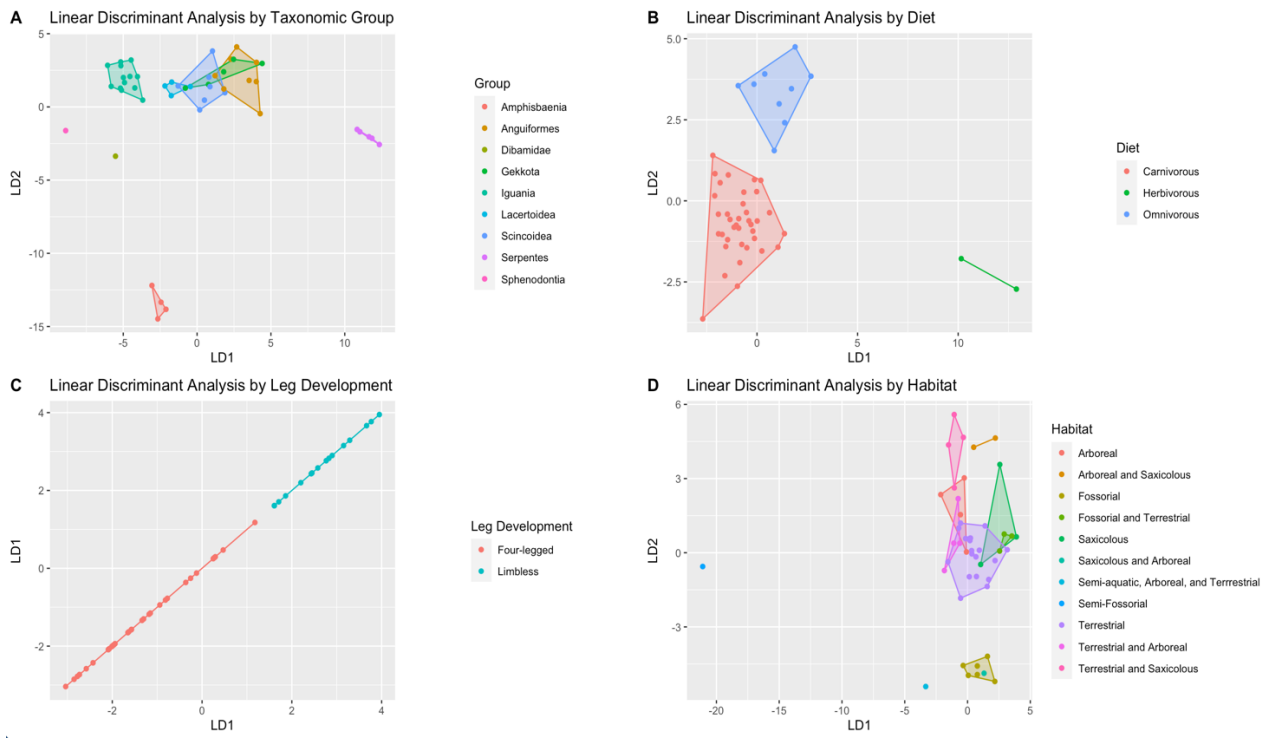 A Linear Discriminant Analysis by Taxonomic Group
5
0
-5
-10
-15
LD2
-5 0 5 10
LD1
Group
Amphisbaenia
Anguiformes
Dibamidae
Gekkota
Iguania
Lacertoidea
Scincoidea
Serpentes
Sphenodontia
B Linear Discriminant Analysis by Diet
5.0
2.5
0.0
-2.5
LD2
0 5 10
LD1
Diet
Carnivorous
Herbivorous
Omnivorous
C Linear Discriminant Analysis by Leg Development
4
2
0
-2
LD1
-2 0 2 4
LD1
Leg Development
Four-legged
Limbless
D Linear Discriminant Analysis by Habitat
6
3
0
-3
LD2
-20 -15 -10 -5 0 5
LD1
Habitat
Arboreal
Arboreal and Saxicolous
Fossorial
Fossorial and Terrestrial
Saxicolous
Saxicolous and Arboreal
Semi-aquatic, Arboreal, and Terrrestrial
Semi-Fossorial
Terrestrial
Terrestrial and Arboreal
Terrestrial and Saxicolous